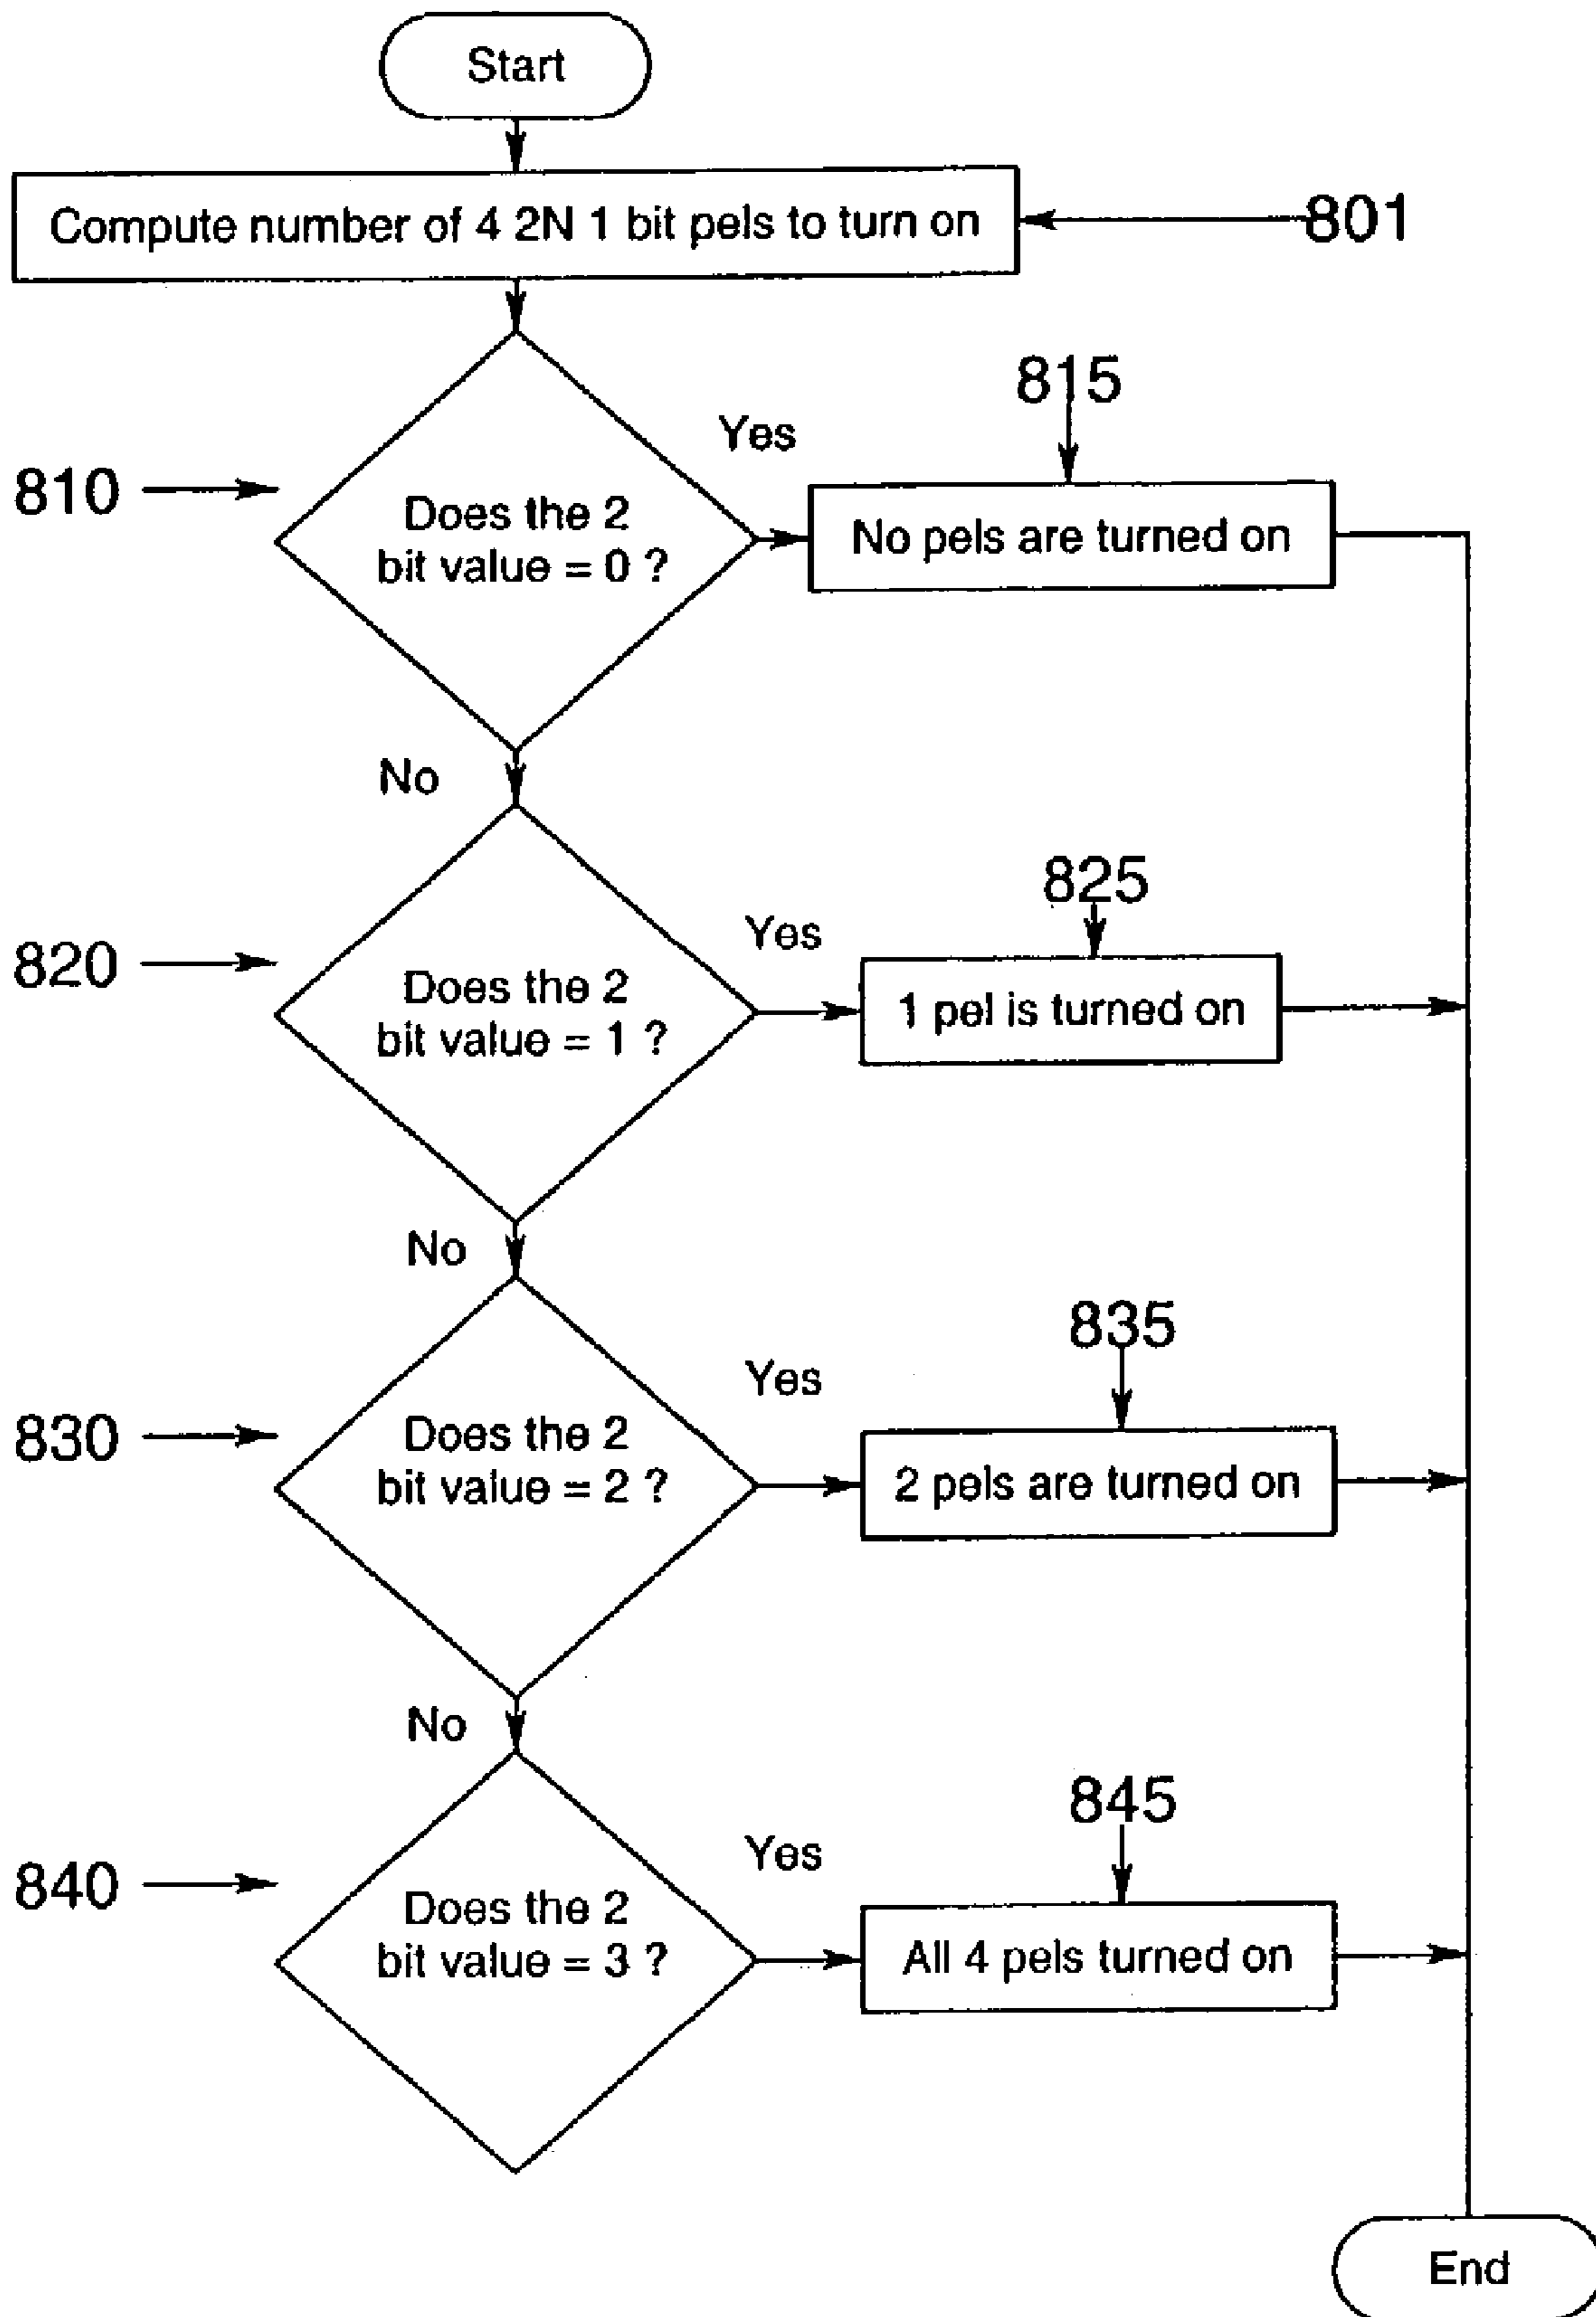 Start
Compute number of 4 2N 1 bit pels to turn on
801
815
Yes
810
Does the 2
bit value = 0 ?
No pels are turned on
No
825
Yes
820
Does the 2
bit value = 1 ?
1 pel is turned on
No
835
Yes
830
Does the 2
bit value = 2 ?
2 pels are turned on
No
845
Yes
840
Does the 2
bit value = 3 ?
All 4 pels turned on
End